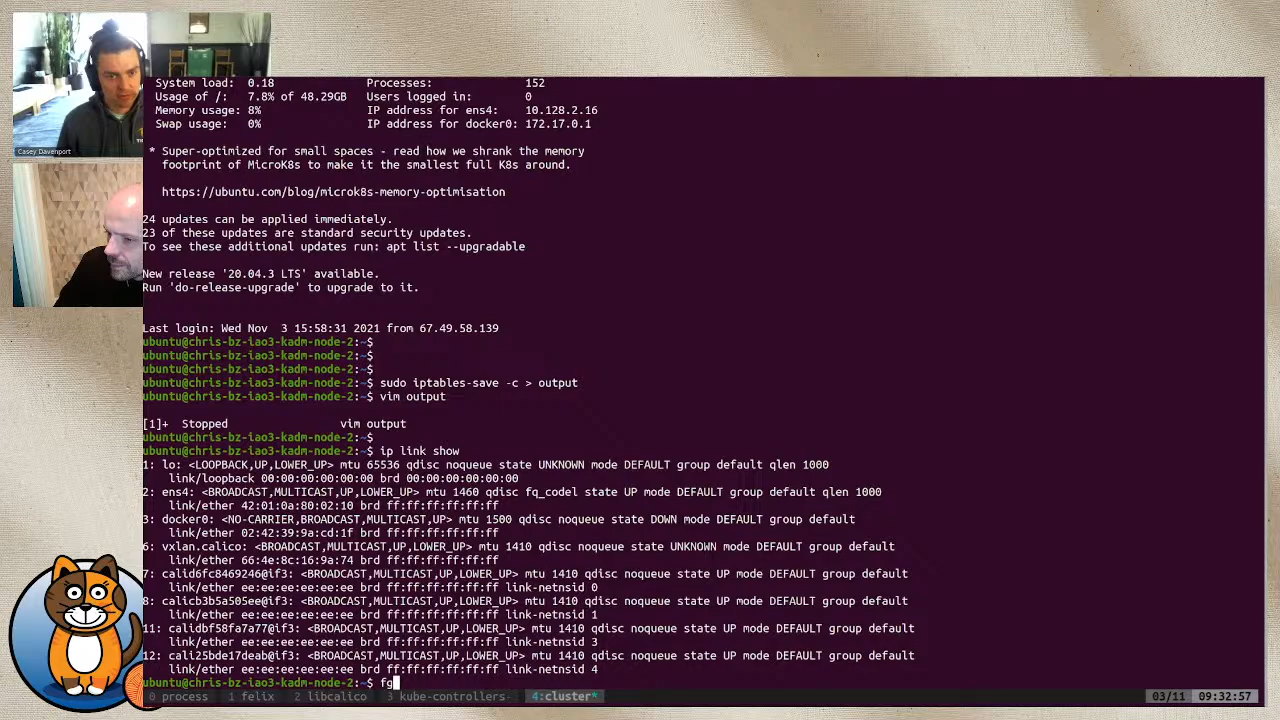 Casey Davenport
System load: 0.18 Processes: 152
Usage of /: 7.8% of 48.29GB Users logged in: 0
Memory usage: 8% IP address for ens4: 10.128.2.16
Swap usage: 0% IP address for docker0: 172.17.0.1
* Super-optimized for small spaces - read how we shrank the memory
footprint of MicroK8s to make it the smallest full K8s around.
https://ubuntu.com/blog/microk8s-memory-optimisation
24 updates can be applied immediately.
23 of these updates are standard security updates.
To see these additional updates run: apt list --upgradable
New release '20.04.3 LTS' available.
Run 'do-release-upgrade' to upgrade to it.
Last login: Wed Nov 3 15:58:31 2021 from 67.49.58.139
ubuntu@chris-bz-iao3-kadm-node-2:~$
ubuntu@chris-bz-iao3-kadm-node-2:~$
ubuntu@chris-bz-iao3-kadm-node-2:~$
ubuntu@chris-bz-iao3-kadm-node-2:~$ sudo iptables-save -c > output
ubuntu@chris-bz-iao3-kadm-node-2:~$ vim output
[1]+ Stopped vim output
ubuntu@chris-bz-iao3-kadm-node-2:~$
ubuntu@chris-bz-iao3-kadm-node-2:~$ ip link show
1: lo: <LOOPBACK,UP,LOWER_UP> mtu 65536 qdisc noqueue state UNKNOWN mode DEFAULT group default qlen 1000
link/loopback 00:00:00:00:00:00 brd 00:00:00:00:00:00
2: ens4: <BROADCAST,MULTICAST,UP,LOWER_UP> mtu 1460 qdisc fq_codel state UP mode DEFAULT group default qlen 1000
link/ether 42:01:0a:80:02:10 brd ff:ff:ff:ff:ff:ff
3: docker0: <NO-CARRIER,BROADCAST,MULTICAST,UP> mtu 1500 qdisc noqueue state DOWN mode DEFAULT group default
link/ether brd ff:ff:ff:ff:ff:ff
<BROADCAST,MULTICAST,UP,LOWER_UP> mtu 1410 qdisc noqueue state UNKNOWN mode DEFAULT group default
link/ether brd ff:ff:ff:ff:ff:ff
7: <BROADCAST,MULTICAST,UP,LOWER_UP> mtu 1410 qdisc noqueue state UP mode DEFAULT group default
link/ether ee:ee:ee:ee:ee:ee brd ff:ff:ff:ff:ff:ff link-netnsid 0
8: calicb3b5a505ee@if3: <BROADCAST,MULTICAST,UP,LOWER_UP> mtu 1410 qdisc noqueue state UP mode DEFAULT group default
link/ether ee:ee:ee:ee:ee:ee brd ff:ff:ff:ff:ff:ff link-netnsid 1
11: calidbf58fa7a77@if3: <BROADCAST,MULTICAST,UP,LOWER_UP> mtu 1410 qdisc noqueue state UP mode DEFAULT group default
link/ether ee:ee:ee:ee:ee:ee brd ff:ff:ff:ff:ff:ff link-netnsid 3
12: cali25bde17deab@if3: <BROADCAST,MULTICAST,UP,LOWER_UP> mtu 1410 qdisc noqueue state UP mode DEFAULT group default
link/ether ee:ee:ee:ee:ee:ee brd ff:ff:ff:ff:ff:ff link-netnsid 4
ubuntu@chris-bz-iao3-kadm-node-2:~$ fg
0 process 1 felix 2 libcalico 3 kube-controllers- 4:cluster* 09:32:57